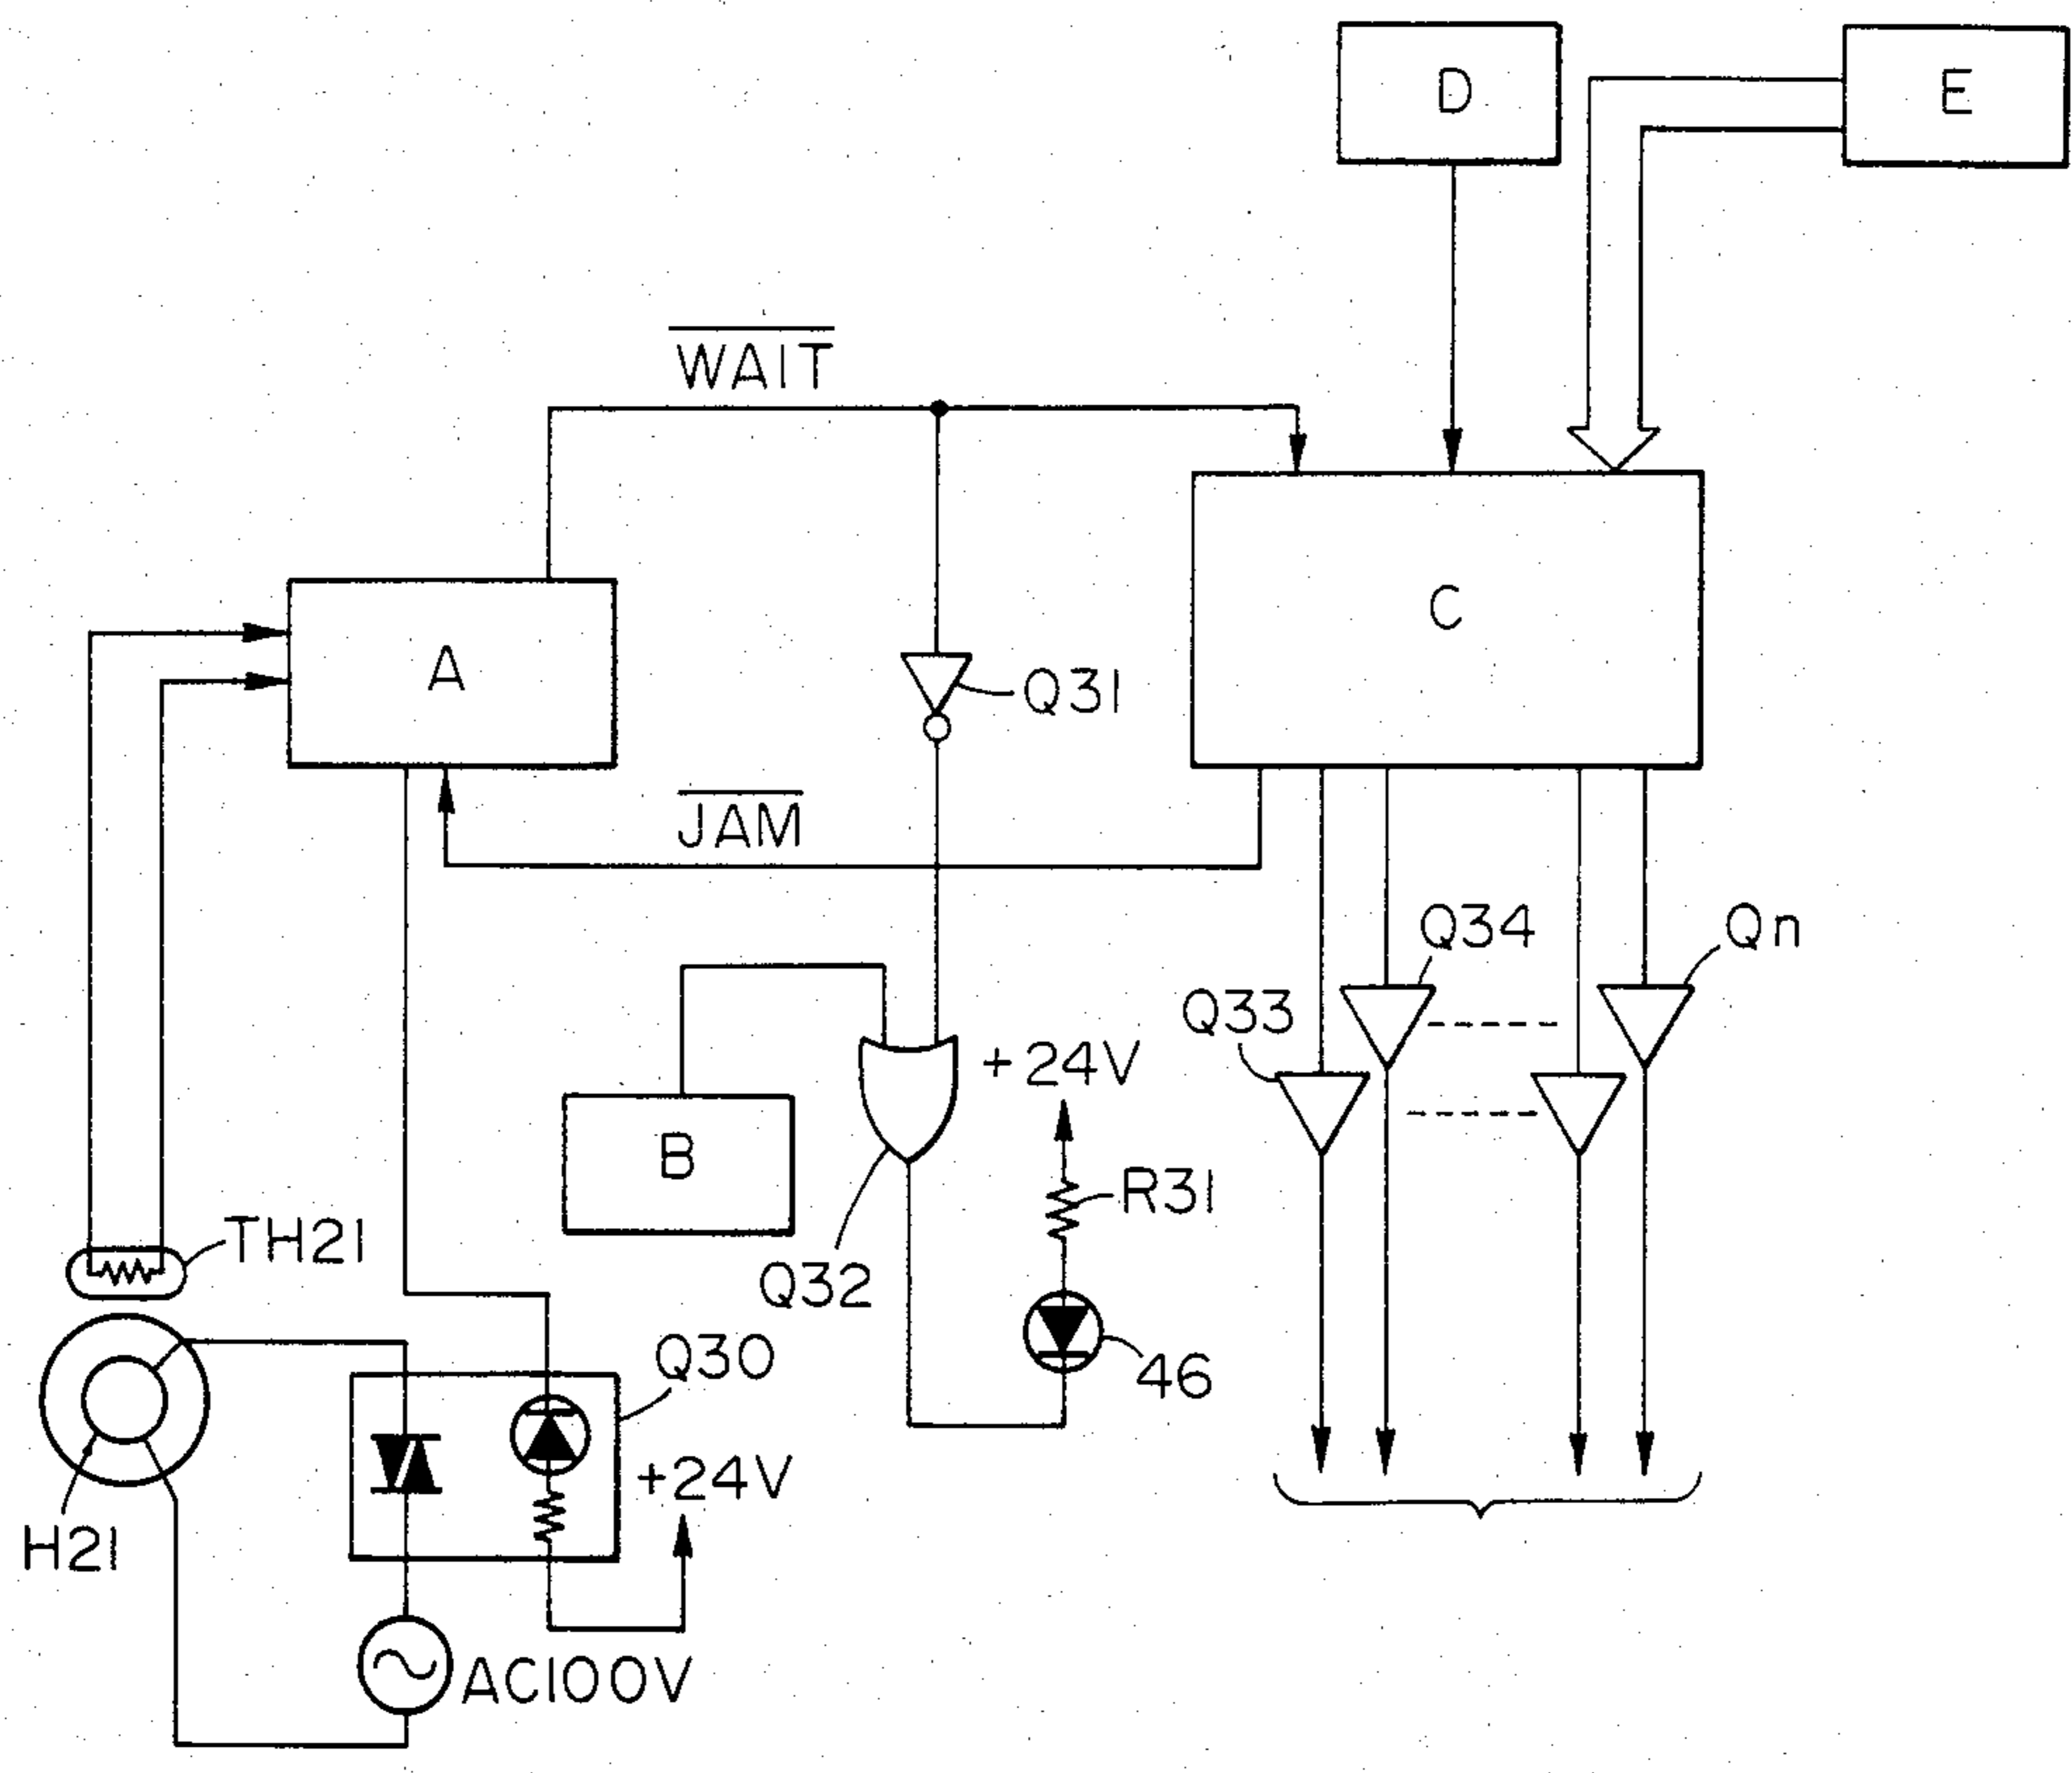 D
E
WAIT
C
A
Q31
JAM
Q34
Qn
Q33
+24V
B
R31
TH21
Q32
Q30
46
+24V
H21
AC100V